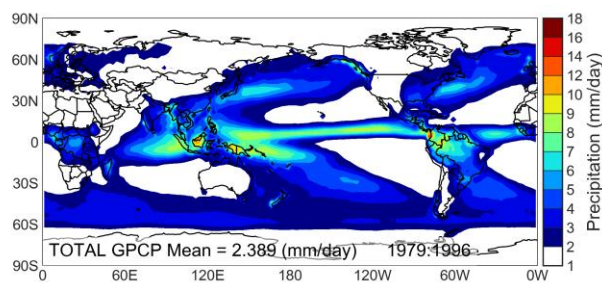 90N
60N
30N
0
30S
60S
90S
0
60E
120E
180
120W
60W
0W
TOTAL GPCP Mean = 2.389 (mm/day) 1979:1996
18
16
14
12
10
9
8
7
6
5
4
3
2
1
Precipitation (mm/day)